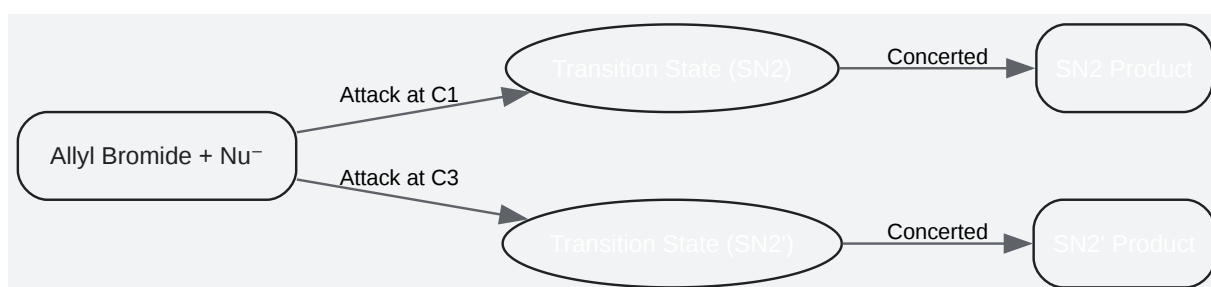 Allyl Bromide + Nu⁻
Attack at C1
Attack at C3
Transition State (SN2)
Transition State (SN2')
Concerted
Concerted
SN2 Product
SN2' Product